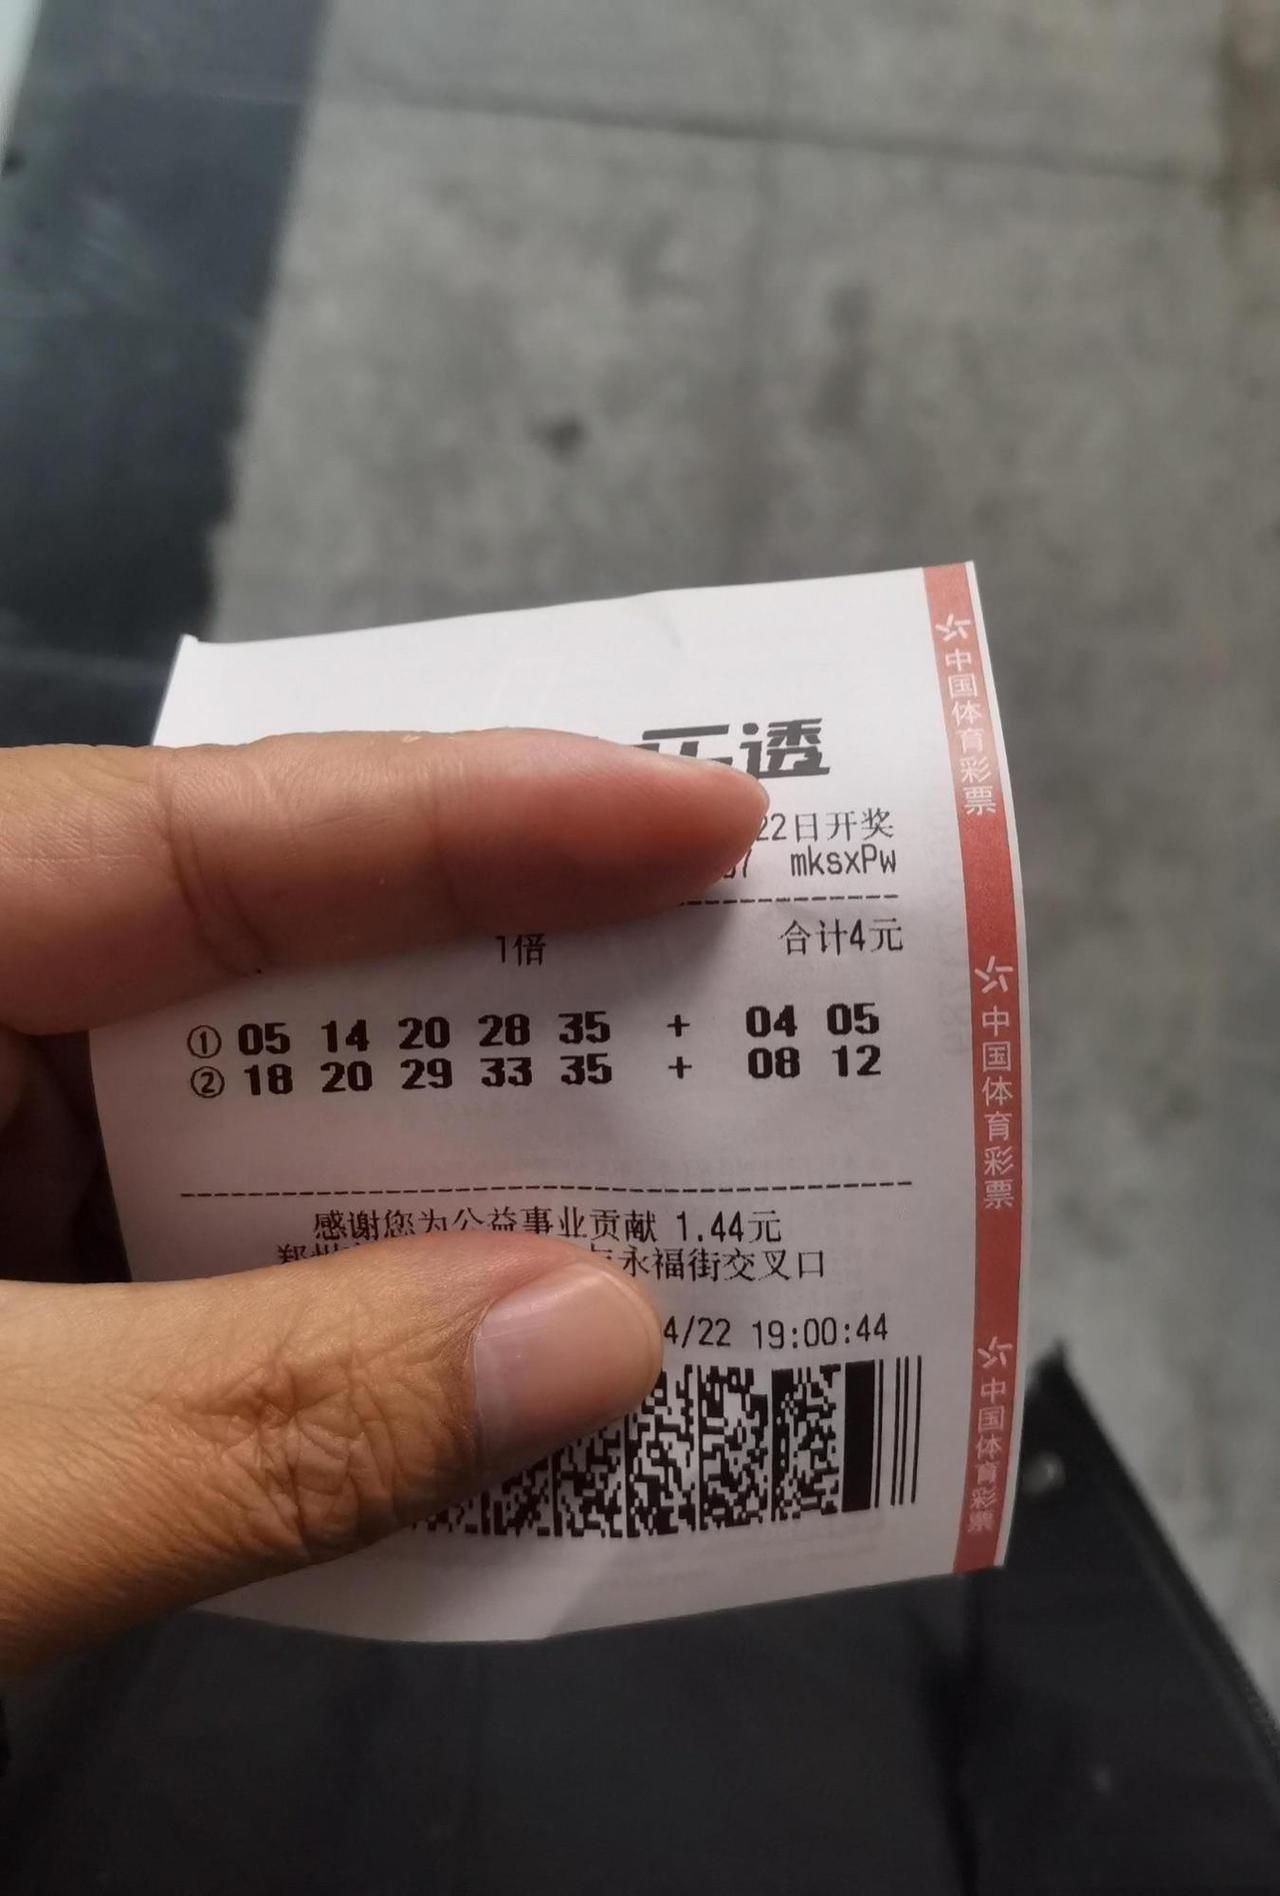 乐透
22日开奖
7 mksxPw
1倍 合计4元
① 05 14 20 28 35 + 04 05
② 18 20 29 33 35 + 08 12
感谢您为公益事业贡献 1.44元
郑州 永福街交叉口
4/22 19:00:44
中国体育彩票
中国体育彩票
中国体育彩票